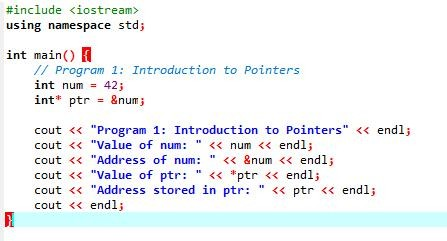 #include <iostream>
using namespace std;
int main() {
// Program 1: Introduction to Pointers
int num = 42;
int* ptr = &num;
cout << "Program 1: Introduction to Pointers" << endl;
cout << "Value of num: " << num << endl;
cout << "Address of num: " << &num << endl;
cout << "Value of ptr: " << *ptr << endl;
cout << "Address stored in ptr: " << ptr << endl;
cout << endl;
}